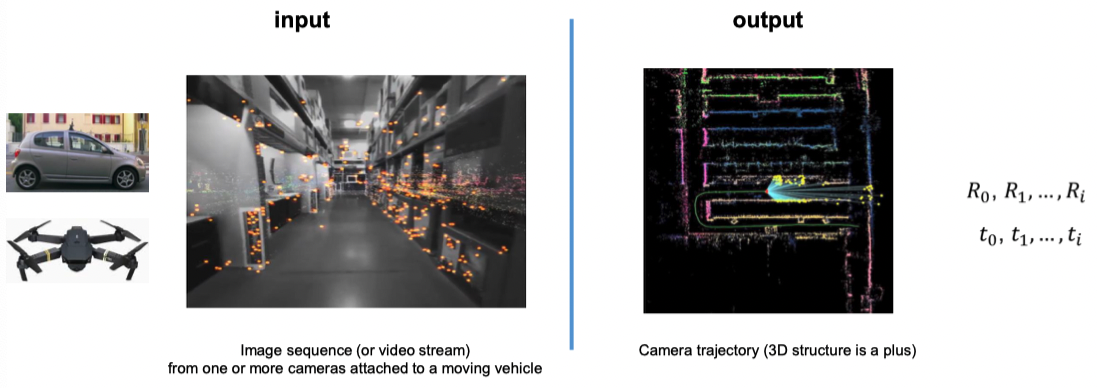 input
output
R₀, R₁, ..., Rᵢ
t₀, t₁, ..., tᵢ
Image sequence (or video stream)
from one or more cameras attached to a moving vehicle
Camera trajectory (3D structure is a plus)